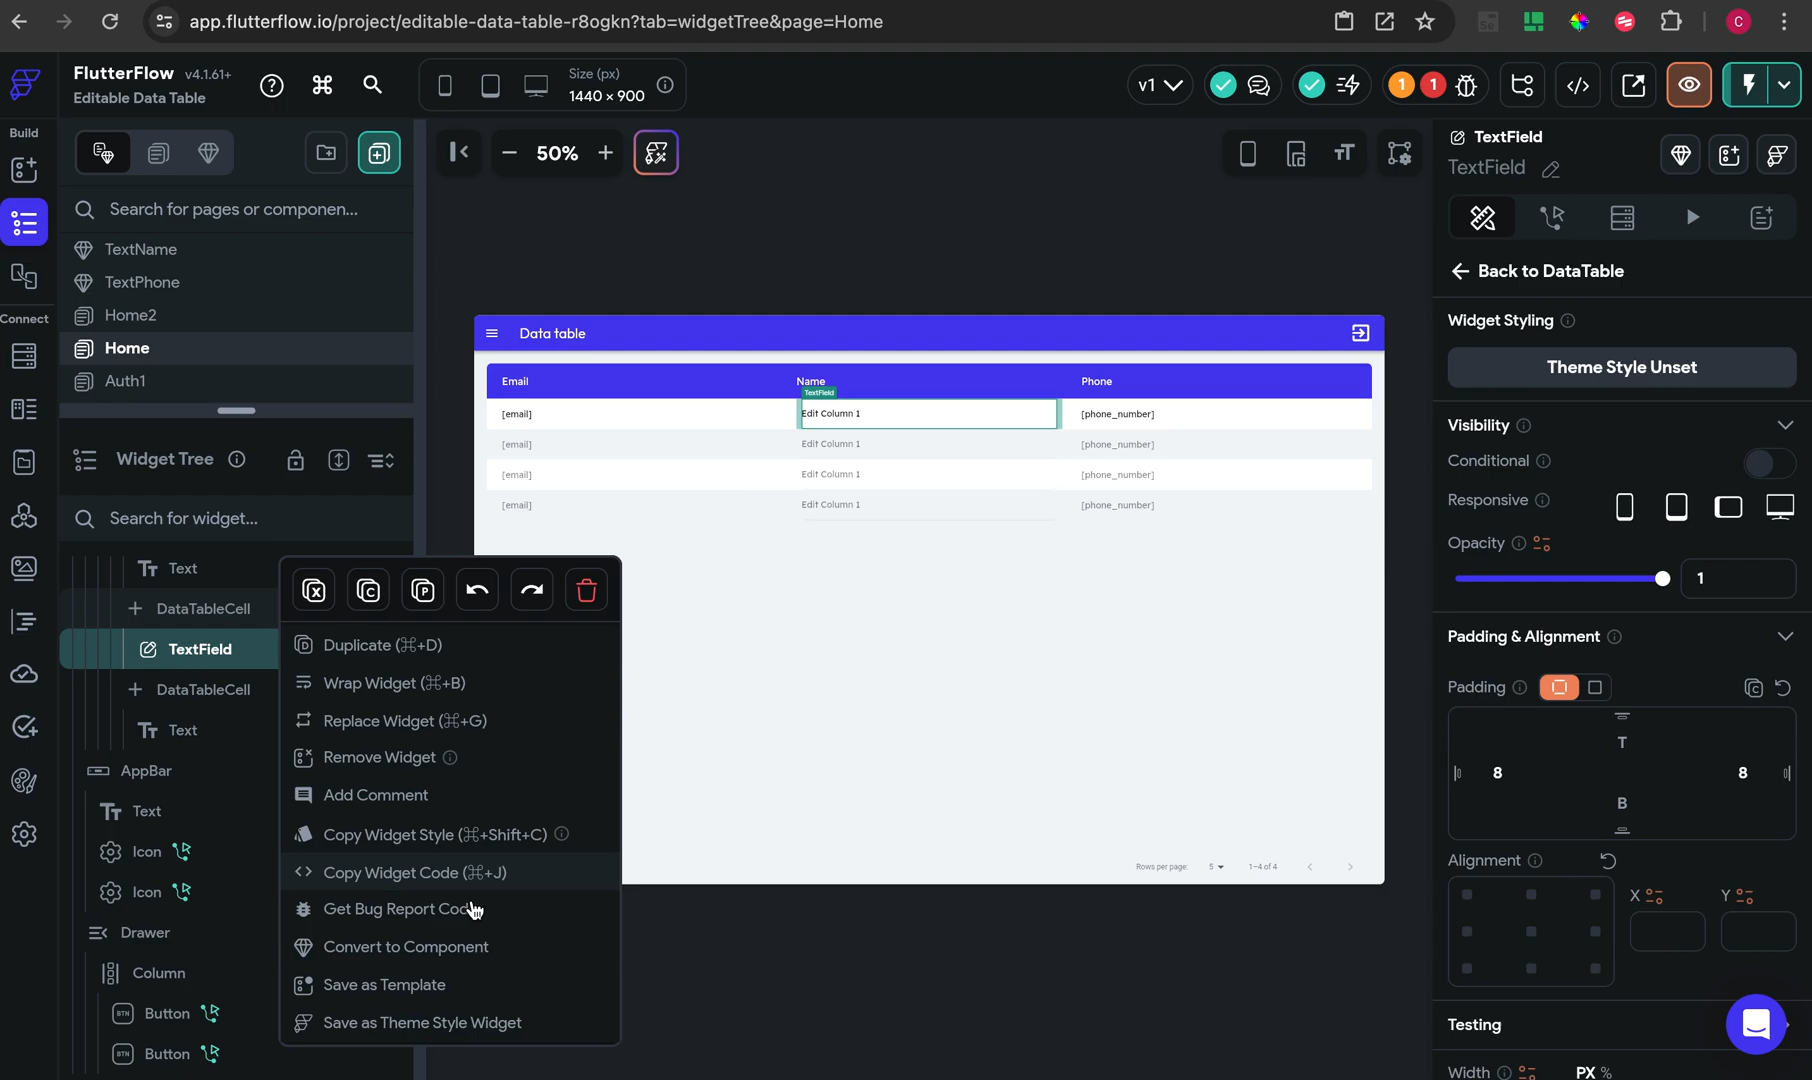 app.flutterflow.io/project/editable-data-table-r8ogkn?tab=widgetTree&page=Home
C
FlutterFlow v4.1.61+
Editable Data Table
Size (px)
1440 × 900
v1
1 1
Build
Connect
Search for pages or componen...
TextName
TextPhone
Home2
Home
Auth1
Widget Tree
Search for widget...
Text
DataTableCell
TextField
DataTableCell
Text
AppBar
Text
Icon
Icon
Drawer
Column
BTN Button
BTN Button
X C P
Duplicate (⌘+D)
Wrap Widget (⌘+B)
Replace Widget (⌘+G)
Remove Widget
Add Comment
Copy Widget Style (⌘+Shift+C)
Copy Widget Code (⌘+J)
Get Bug Report Code
Convert to Component
Save as Template
Save as Theme Style Widget
50%
Data table
Email Name Phone
TextField
[email] Edit Column 1 [phone_number]
[email] Edit Column 1 [phone_number]
[email] Edit Column 1 [phone_number]
[email] Edit Column 1 [phone_number]
Rows per page: 5 1–4 of 4
TextField
TextField
Back to DataTable
Widget Styling
Theme Style Unset
Visibility
Conditional
Responsive
Opacity
1
Padding & Alignment
Padding
T
8 8
B
Alignment
X Y
Testing
Width PX %